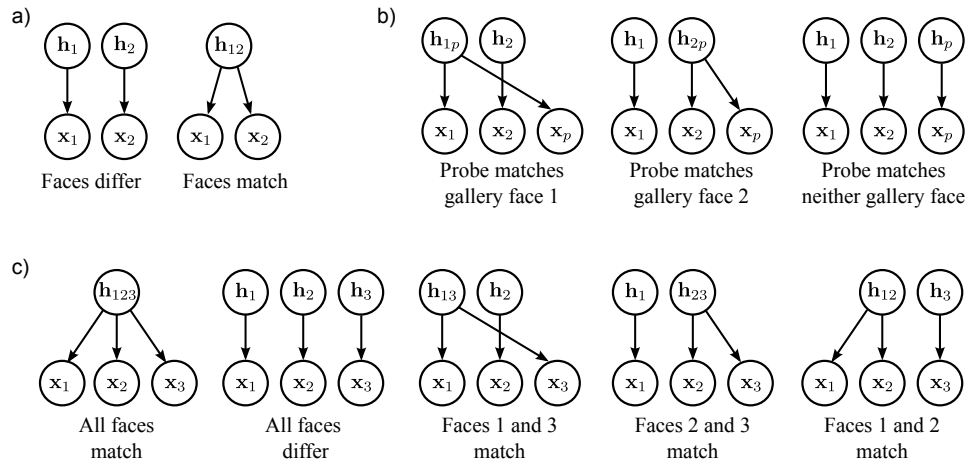 a)
h₁ h₂ h₁₂
x₁ x₂ x₁ x₂
Faces differ Faces match
b)
h₁ₚ h₂ h₁ h₂ₚ h₁ h₂ hₚ
x₁ x₂ xₚ x₁ x₂ xₚ x₁ x₂ xₚ
Probe matches Probe matches Probe matches
gallery face 1 gallery face 2 neither gallery face
c)
h₁₂₃ h₁ h₂ h₃ h₁₃ h₂ h₁ h₂₃ h₁₂ h₃
x₁ x₂ x₃ x₁ x₂ x₃ x₁ x₂ x₃ x₁ x₂ x₃ x₁ x₂ x₃
All faces All faces Faces 1 and 3 Faces 2 and 3 Faces 1 and 2
match differ match match match